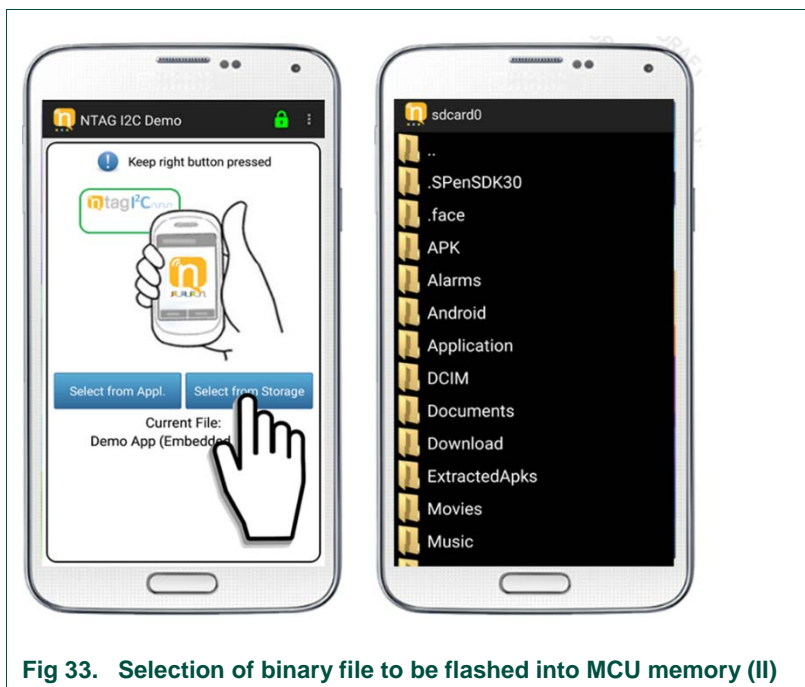 NTAG I2C Demo
Keep right button pressed
ntag I²C
Select from Appl.
Select from Storage
Current File:
Demo App (Embedded
sdcard0
..
.SPenSDK30
.face
APK
Alarms
Android
Application
DCIM
Documents
Download
ExtractedApks
Movies
Music
Fig 33. Selection of binary file to be flashed into MCU memory (II)